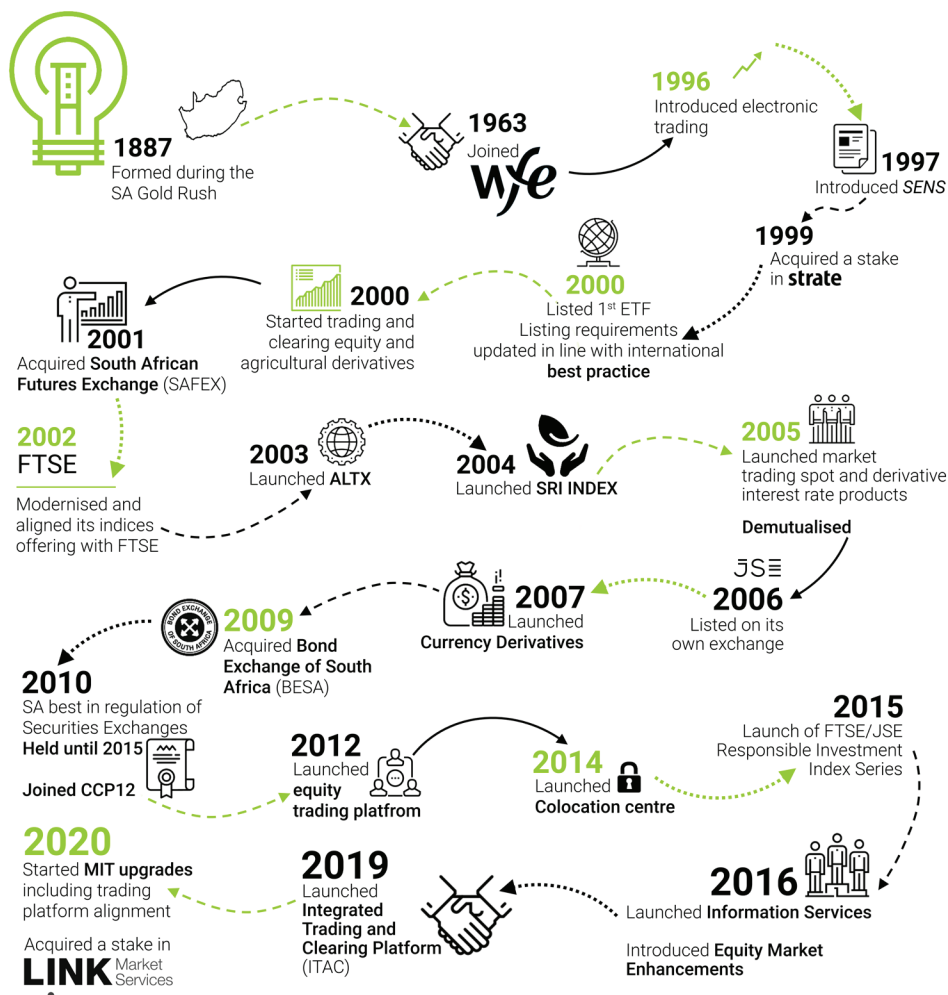 1887
Formed during the
SA Gold Rush
1963
Joined
wfe
1996
Introduced electronic
trading
1997
Introduced SENS
1999
Acquired a stake
in strate
2000
Listed 1st ETF
Listing requirements
updated in line with international
best practice
2000
Started trading and
clearing equity and
agricultural derivatives
2001
Acquired South African
Futures Exchange (SAFEX)
2002
FTSE
Modernised and
aligned its indices
offering with FTSE
2003
Launched ALTX
2004
Launched SRI INDEX
2005
Launched market
trading spot and derivative
interest rate products
Demutualised
JSE
2006
Listed on its
own exchange
2007
Launched
Currency Derivatives
BOND EXCHANGE
OF SOUTH AFRICA
2009
Acquired Bond
Exchange of South
Africa (BESA)
2010
SA best in regulation of
Securities Exchanges
Held until 2015
Joined CCP12
2012
Launched
equity
trading platfrom
2014
Launched
Colocation centre
2015
Launch of FTSE/JSE
Responsible Investment
Index Series
2016
Launched Information Services
Introduced Equity Market
Enhancements
2019
Launched
Integrated
Trading and
Clearing Platform
(ITAC)
2020
Started MIT upgrades
including trading
platform alignment
Acquired a stake in
LINK Market
Services